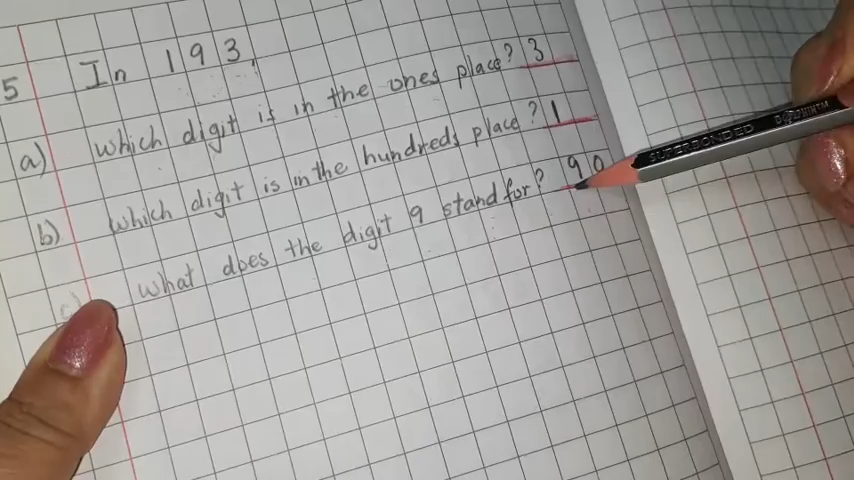 5 In 193,
a) which digit is in the ones place? 3
b) which digit is in the hundreds place? 1
c) what does the digit 9 stand for? 90
SUPERBONDED DOLPHINTM